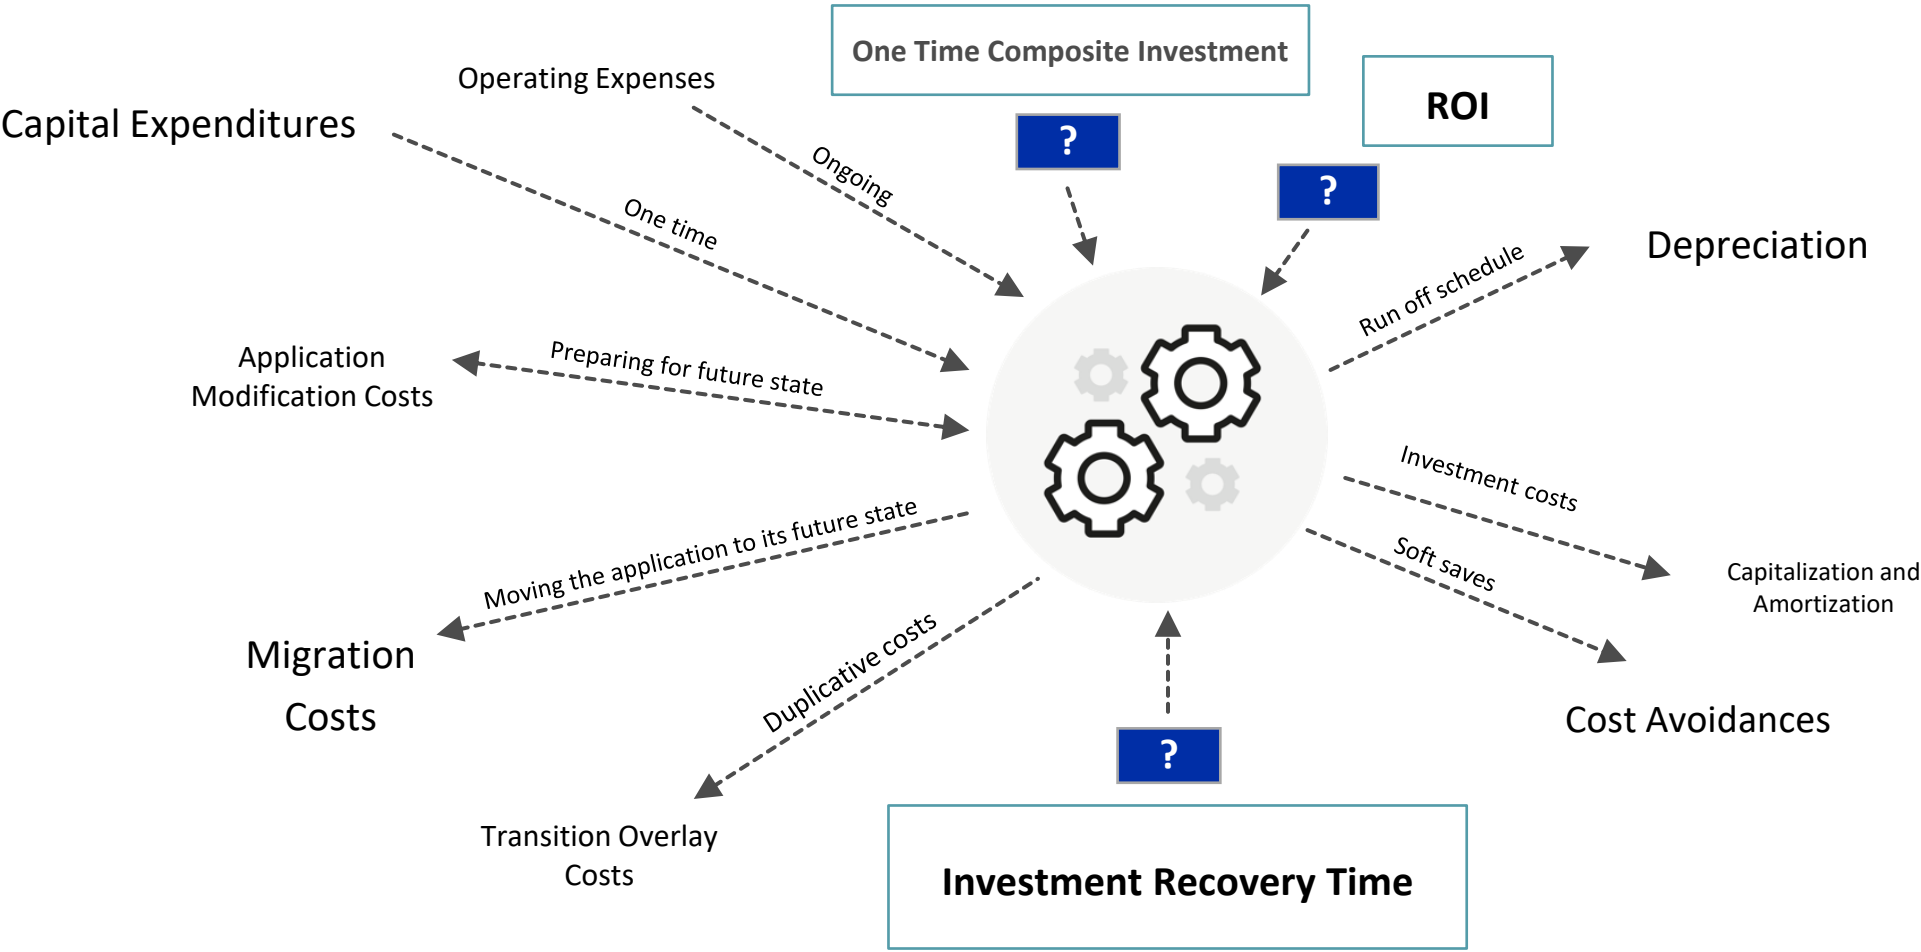 One Time Composite Investment
Operating Expenses
ROI
Capital Expenditures
?
Ongoing
?
One time
Depreciation
Run off schedule
Application
Modification Costs
Preparing for future state
Investment costs
Moving the application to its future state
Soft saves
Capitalization and
Amortization
Migration
Costs
Duplicative costs
Cost Avoidances
?
Transition Overlay
Costs
Investment Recovery Time